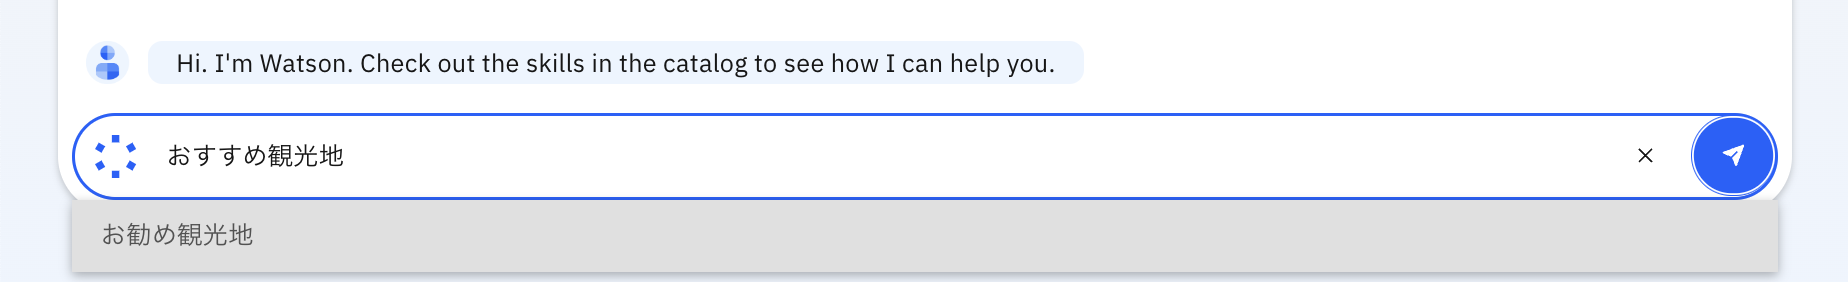 Hi. I'm Watson. Check out the skills in the catalog to see how I can help you.
おすすめ観光地
お勧め観光地